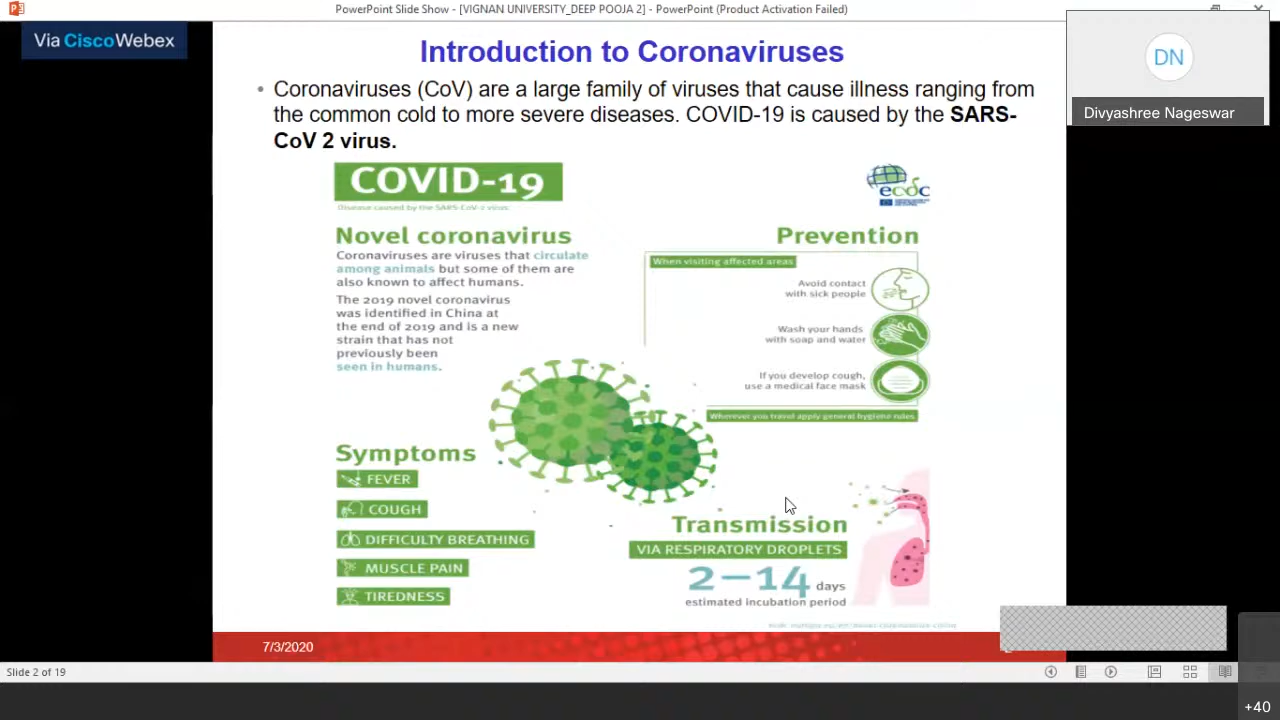 PowerPoint Slide Show - [VIGNAN UNIVERSITY_DEEP POOJA 2] - PowerPoint (Product Activation Failed)
Via Cisco Webex
DN
Divyashree Nageswar
Introduction to Coronaviruses
• Coronaviruses (CoV) are a large family of viruses that cause illness ranging from
the common cold to more severe diseases. COVID-19 is caused by the SARS-
CoV 2 virus.
COVID-19
Disease caused by the SARS-CoV-2 virus.
ecdc
Novel coronavirus
Coronaviruses are viruses that circulate
among animals but some of them are
also known to affect humans.
The 2019 novel coronavirus
was identified in China at
the end of 2019 and is a new
strain that has not
previously been
seen in humans.
Prevention
When visiting affected areas
Avoid contact
with sick people
Wash your hands
with soap and water
If you develop cough,
use a medical face mask
Wherever you travel apply general hygiene rules
Symptoms
FEVER
COUGH
DIFFICULTY BREATHING
MUSCLE PAIN
TIREDNESS
Transmission
VIA RESPIRATORY DROPLETS
2–14 days
estimated incubation period
7/3/2020
Slide 2 of 19
+40